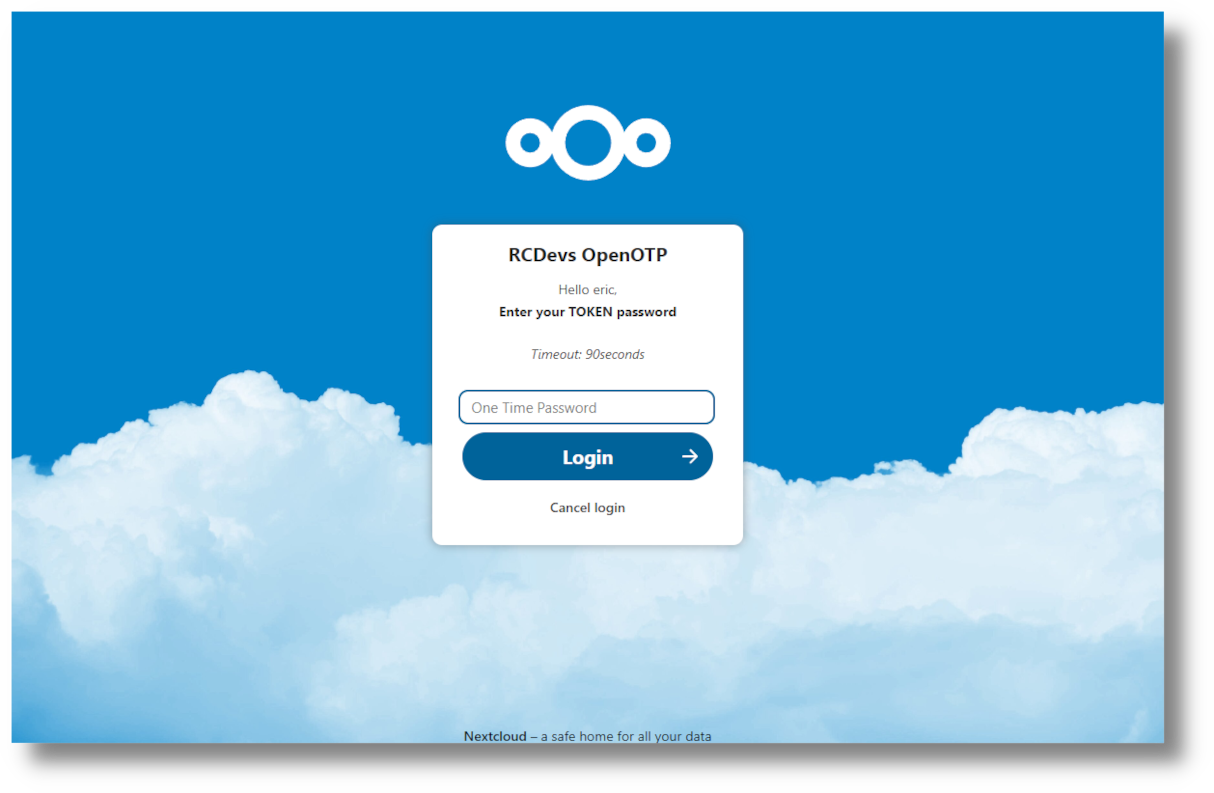 RCDevs OpenOTP
Hello eric,
Enter your TOKEN password
Timeout: 90seconds
One Time Password
Login
Cancel login
Nextcloud – a safe home for all your data